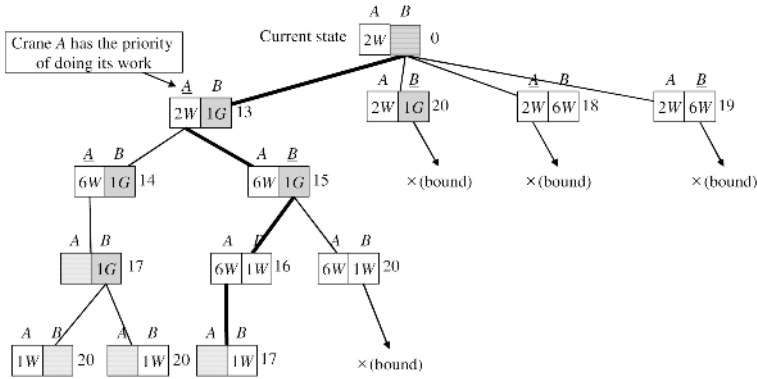 A B
Current state 2W 0
Crane A has the priority
of doing its work
A B
2W 1G 13
A B
2W 1G 20
A B
2W 6W 18
A B
2W 6W 19
A B
6W 1G 14
A B
6W 1G 15
×(bound)
×(bound)
×(bound)
A B
1G 17
A B
6W 1W 16
A B
6W 1W 20
A B
1W 20
A B
1W 20
A B
1W 17
×(bound)